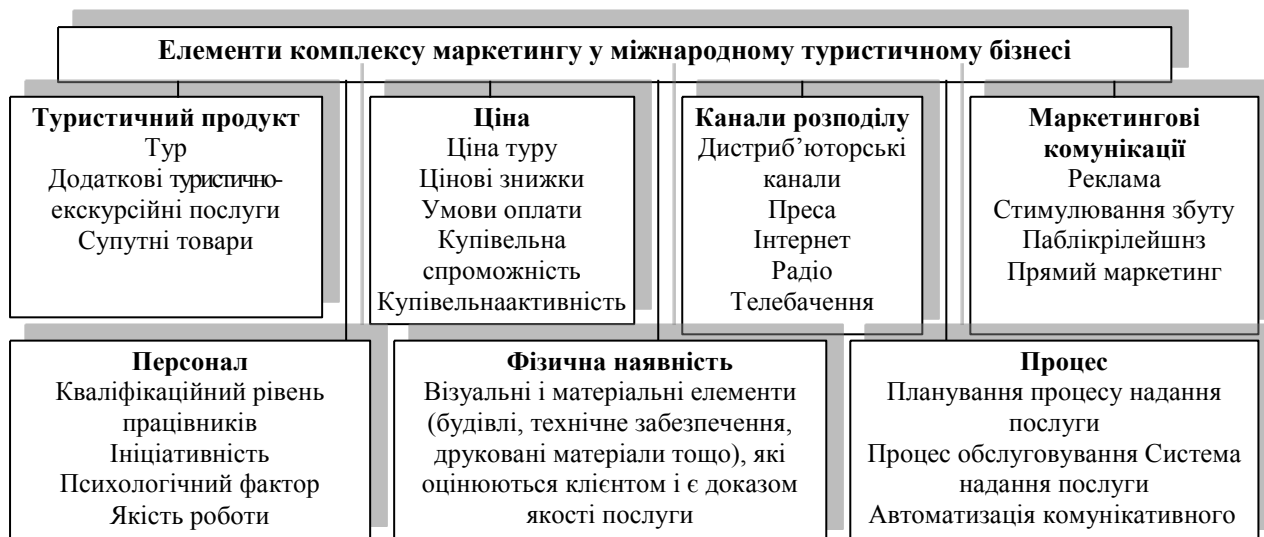 Елементи комплексу маркетингу у міжнародному туристичному бізнесі
Туристичний продукт
Тур
Додаткові туристично-
екскурсійні послуги
Супутні товари
Ціна
Ціна туру
Цінові знижки
Умови оплати
Купівельна
спроможність
Купівельнаактивність
Канали розподілу
Дистриб’юторські
канали
Преса
Інтернет
Радіо
Телебачення
Маркетингові
комунікації
Реклама
Стимулювання збуту
Паблікрілейшнз
Прямий маркетинг
Персонал
Кваліфікаційний рівень
працівників
Ініціативність
Психологічний фактор
Якість роботи
Фізична наявність
Візуальні і матеріальні елементи
(будівлі, технічне забезпечення,
друковані матеріали тощо), які
оцінюються клієнтом і є доказом
якості послуги
Процес
Планування процесу надання
послуги
Процес обслуговування Система
надання послуги
Автоматизація комунікативного